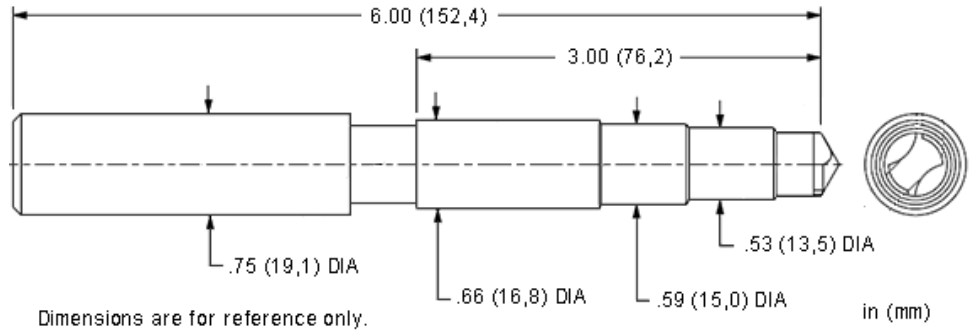 6.00 (152,4)
3.00 (76,2)
.53 (13,5) DIA
.75 (19,1) DIA
.66 (16,8) DIA
.59 (15,0) DIA
Dimensions are for reference only.
in (mm)